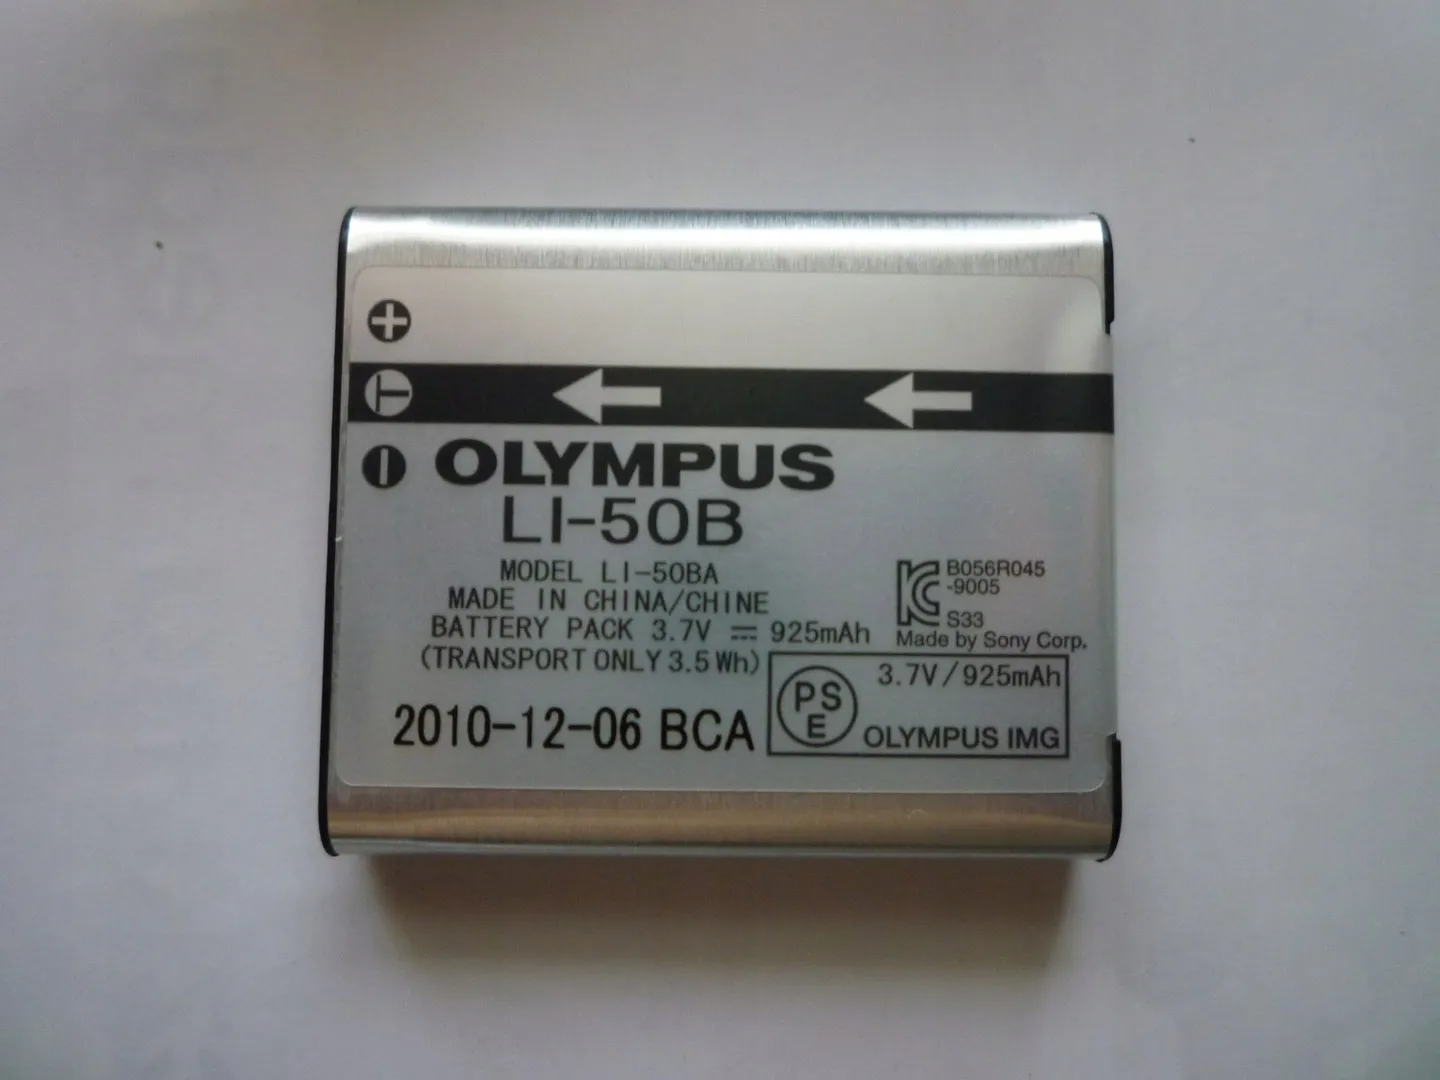 OLYMPUS
LI-50B
MODEL LI-50BA
MADE IN CHINA/CHINE
BATTERY PACK 3.7V ⎓ 925mAh
(TRANSPORT ONLY 3.5 Wh)
2010-12-06 BCA
B056R045
-9005
S33
Made by Sony Corp.
PSE
3.7V/925mAh
OLYMPUS IMG